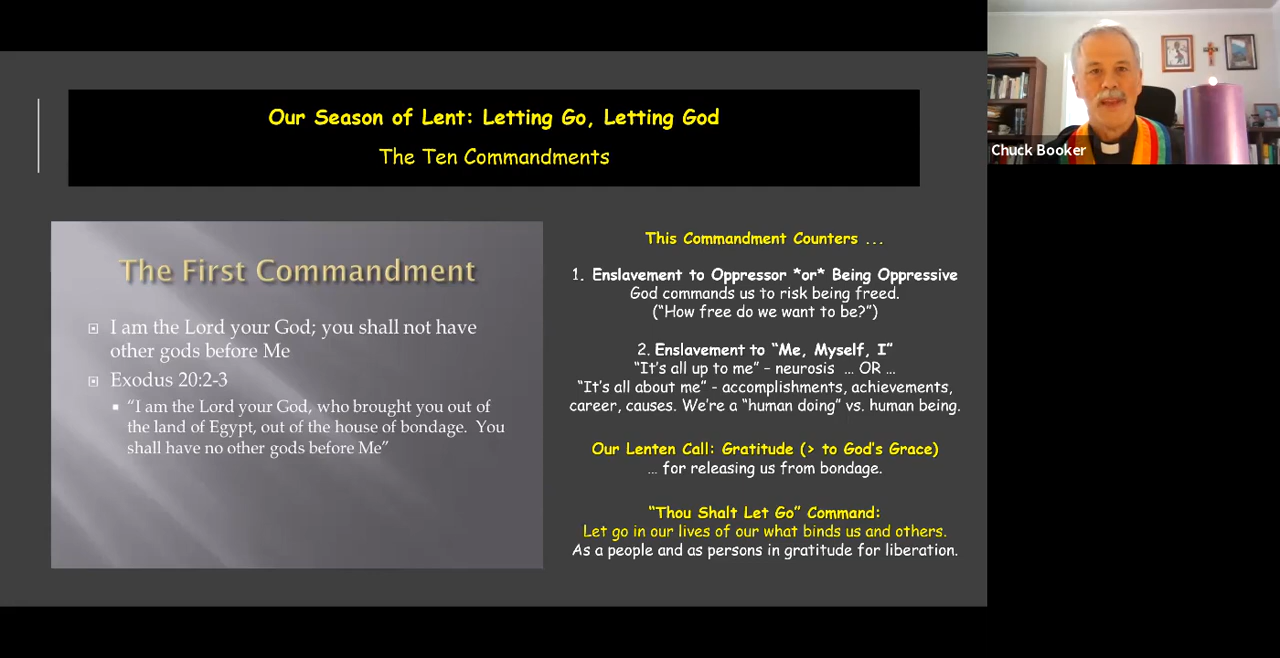 Our Season of Lent: Letting Go, Letting God
The Ten Commandments
The First Commandment
I am the Lord your God; you shall not have
other gods before Me
Exodus 20:2-3
“I am the Lord your God, who brought you out of
the land of Egypt, out of the house of bondage.  You
shall have no other gods before Me”
This Commandment Counters ...
1. Enslavement to Oppressor *or* Being Oppressive
God commands us to risk being freed.
(“How free do we want to be?”)
2. Enslavement to “Me, Myself, I”
“It’s all up to me” – neurosis ... OR ...
“It’s all about me” - accomplishments, achievements,
career, causes. We’re a “human doing” vs. human being.
Our Lenten Call: Gratitude (> to God’s Grace)
... for releasing us from bondage.
“Thou Shalt Let Go” Command:
Let go in our lives of our what binds us and others.
As a people and as persons in gratitude for liberation.
Chuck Booker